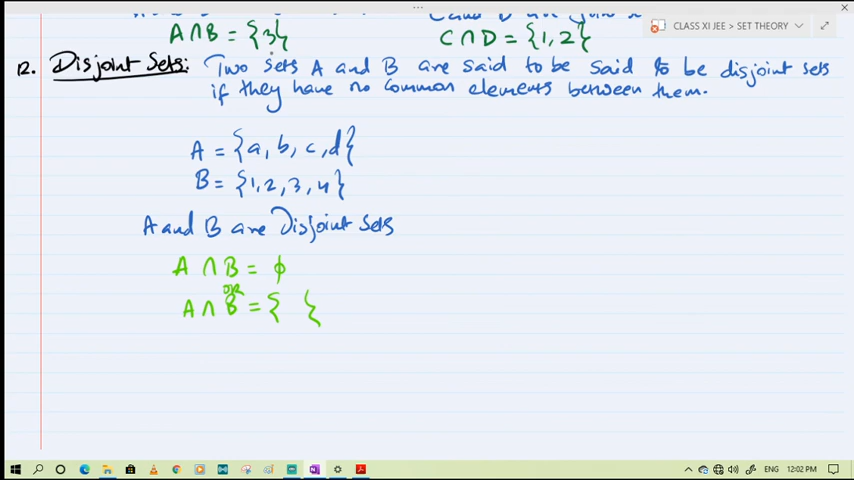 A∩B = {3}
C∩D = {1,2}
CLASS XI JEE > SET THEORY
12. Disjoint Sets: Two sets A and B are said to be said to be disjoint sets
if they have no common elements between them.
A = {a, b, c, d}
B = {1, 2, 3, 4}
A and B are Disjoint Sets
A ∩ B = ϕ
OR
A ∩ B = { }
ENG 12:02 PM